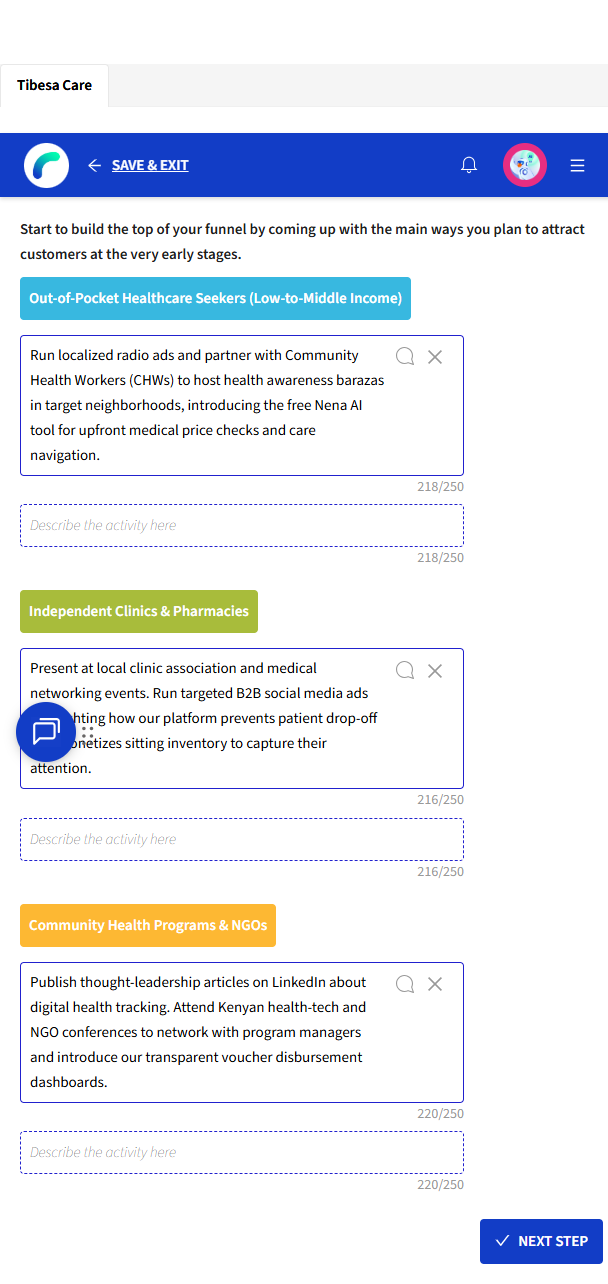 Tibesa Care
SAVE & EXIT
Start to build the top of your funnel by coming up with the main ways you plan to attract
customers at the very early stages.
Out-of-Pocket Healthcare Seekers (Low-to-Middle Income)
Run localized radio ads and partner with Community
Health Workers (CHWs) to host health awareness barazas
in target neighborhoods, introducing the free Nena AI
tool for upfront medical price checks and care
navigation.
218/250
Describe the activity here
218/250
Independent Clinics & Pharmacies
Present at local clinic association and medical
networking events. Run targeted B2B social media ads
hting how our platform prevents patient drop-off
onetizes sitting inventory to capture their
attention.
216/250
Describe the activity here
216/250
Community Health Programs & NGOs
Publish thought-leadership articles on LinkedIn about
digital health tracking. Attend Kenyan health-tech and
NGO conferences to network with program managers
and introduce our transparent voucher disbursement
dashboards.
220/250
Describe the activity here
220/250
NEXT STEP